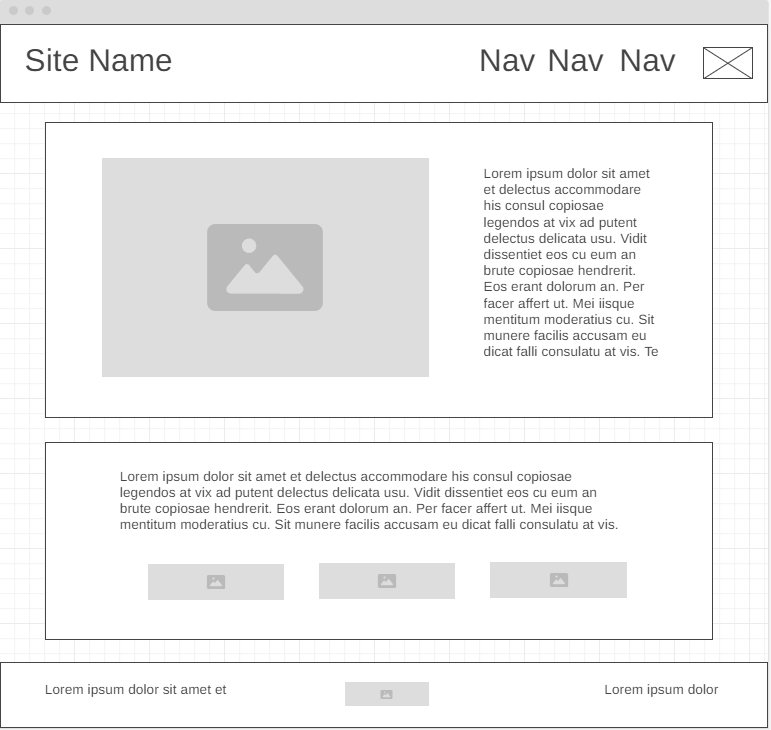 Site Name
Nav Nav Nav
Lorem ipsum dolor sit amet
et delectus accommodare
his consul copiosae
legendos at vix ad putent
delectus delicata usu. Vidit
dissentiet eos cu eum an
brute copiosae hendrerit.
Eos erant dolorum an. Per
facer affert ut. Mei iisque
mentitum moderatius cu. Sit
munere facilis accusam eu
dicat falli consulatu at vis. Te
Lorem ipsum dolor sit amet et delectus accommodare his consul copiosae
legendos at vix ad putent delectus delicata usu. Vidit dissentiet eos cu eum an
brute copiosae hendrerit. Eos erant dolorum an. Per facer affert ut. Mei iisque
mentitum moderatius cu. Sit munere facilis accusam eu dicat falli consulatu at vis.
Lorem ipsum dolor sit amet et
Lorem ipsum dolor